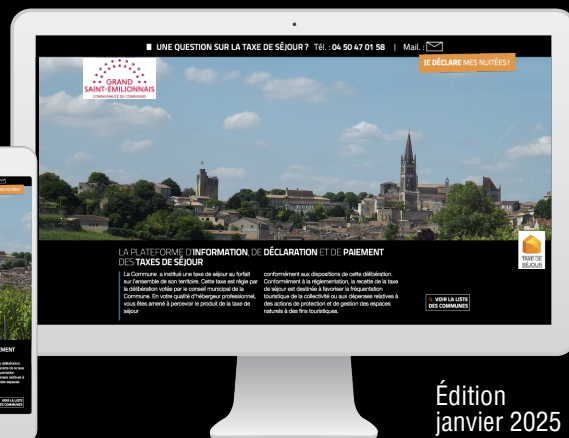 UNE QUESTION SUR LA TAXE DE SÉJOUR ? Tél. : 04 50 47 01 58 | Mail. :
JE DÉCLARE MES NUITÉES !
GRAND
SAINT-ÉMILIONNAIS
COMMUNAUTÉ DE COMMUNES
LA PLATEFORME D'INFORMATION, DE DÉCLARATION ET DE PAIEMENT
DES TAXES DE SÉJOUR
La Commune a institué une taxe de séjour au forfait
sur l'ensemble de son territoire. Cette taxe est régie par
la délibération votée par le conseil municipal de la
Commune. En votre qualité d'hébergeur professionnel,
vous êtes amené à percevoir le produit de la taxe de
séjour
conformément aux dispositions de cette délibération.
Conformément à la réglementation, la recette de la taxe
de séjour est destinée à favoriser la fréquentation
touristique de la collectivité ou aux dépenses relatives à
des actions de protection et de gestion des espaces
naturels à des fins touristiques.
TAXE DE
SÉJOUR
VOIR LA LISTE
DES COMMUNES
VOIR LA LISTE
DES COMMUNES
Édition
janvier 2025